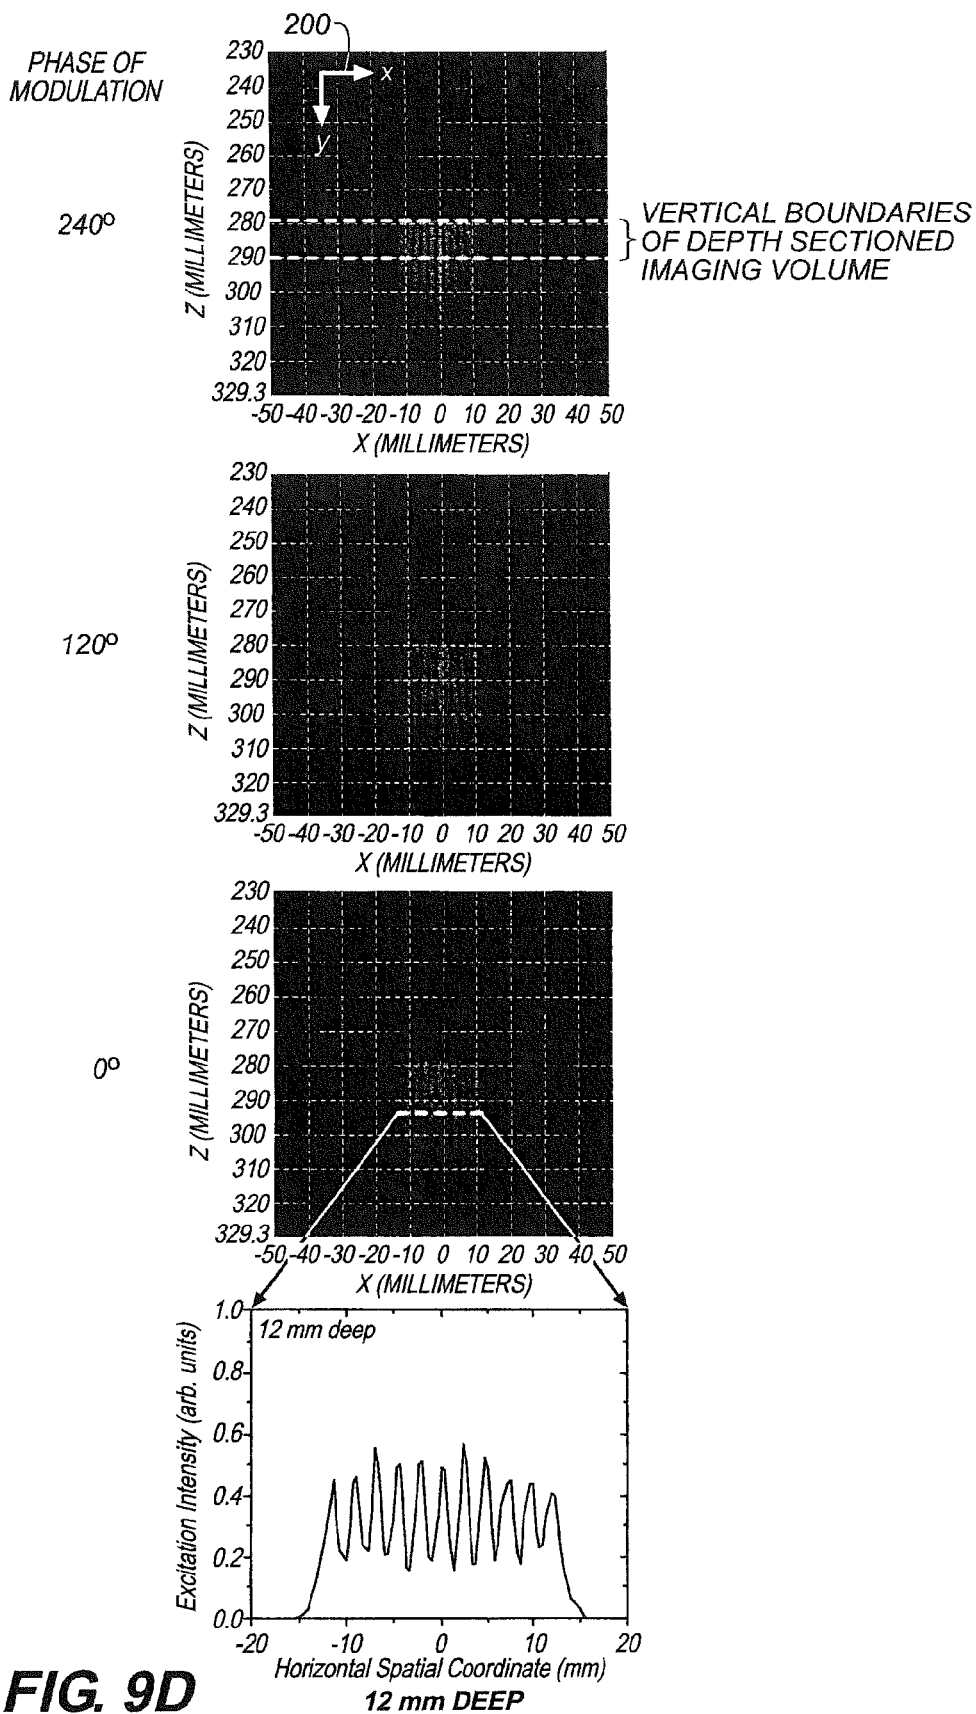 200
PHASE OF
MODULATION
230
240
250
260
270
280
290
300
310
320
329.3
x
y
Z (MILLIMETERS)
240º
VERTICAL BOUNDARIES
OF DEPTH SECTIONED
IMAGING VOLUME
-50 -40 -30 -20 -10 0 10 20 30 40 50
X (MILLIMETERS)
230
240
250
260
270
280
290
300
310
320
329.3
Z (MILLIMETERS)
120º
-50 -40 -30 -20 -10 0 10 20 30 40 50
X (MILLIMETERS)
230
240
250
260
270
280
290
300
310
320
329.3
Z (MILLIMETERS)
0º
-50 -40 -30 -20 -10 0 10 20 30 40 50
X (MILLIMETERS)
1.0
0.8
0.6
0.4
0.2
0.0
12 mm deep
Excitation Intensity (arb. units)
-20 -10 0 10 20
Horizontal Spatial Coordinate (mm)
12 mm DEEP
FIG. 9D